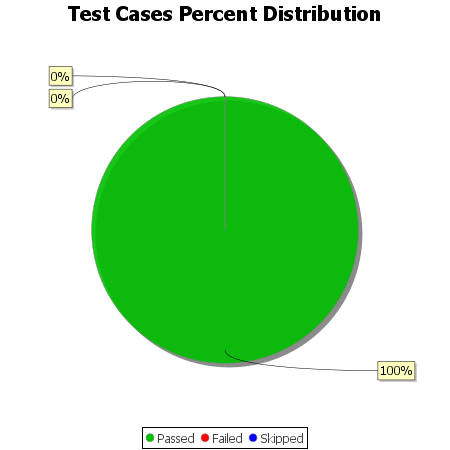 Test Cases Percent Distribution
0%
0%
100%
Passed Failed Skipped